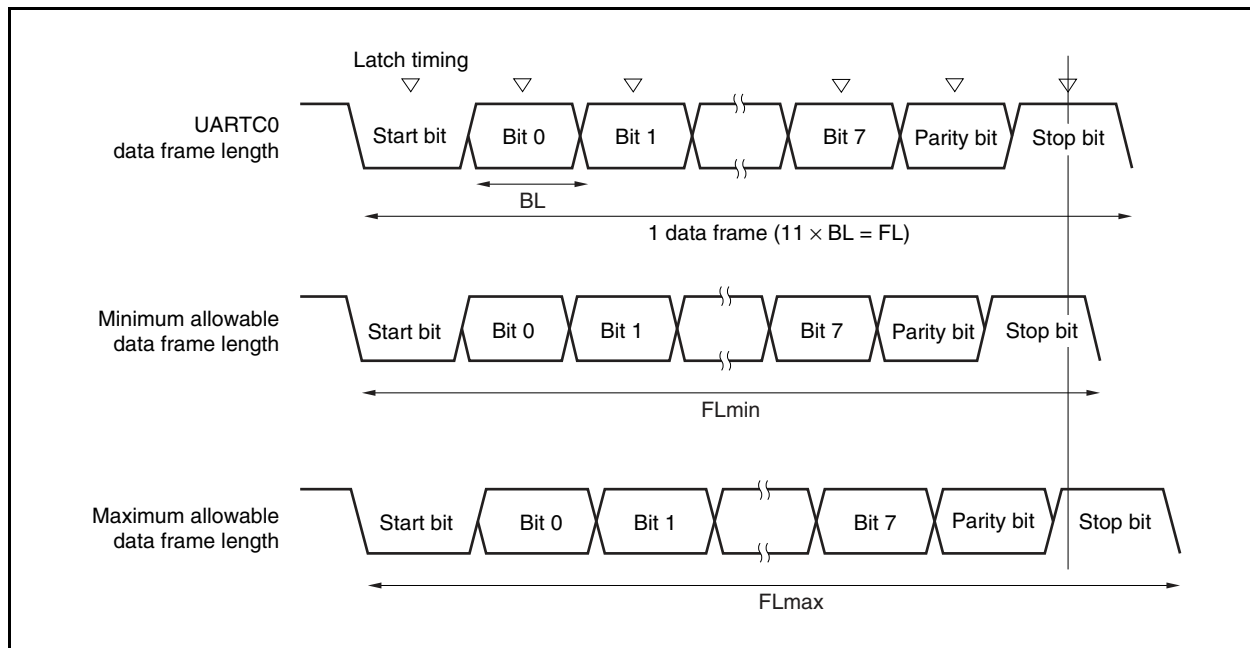 Latch timing
UARTC0
data frame length
Start bit
Bit 0
Bit 1
Bit 7
Parity bit
Stop bit
BL
1 data frame (11 × BL = FL)
Minimum allowable
data frame length
Start bit
Bit 0
Bit 1
Bit 7
Parity bit
Stop bit
FLmin
Maximum allowable
data frame length
Start bit
Bit 0
Bit 1
Bit 7
Parity bit
Stop bit
FLmax